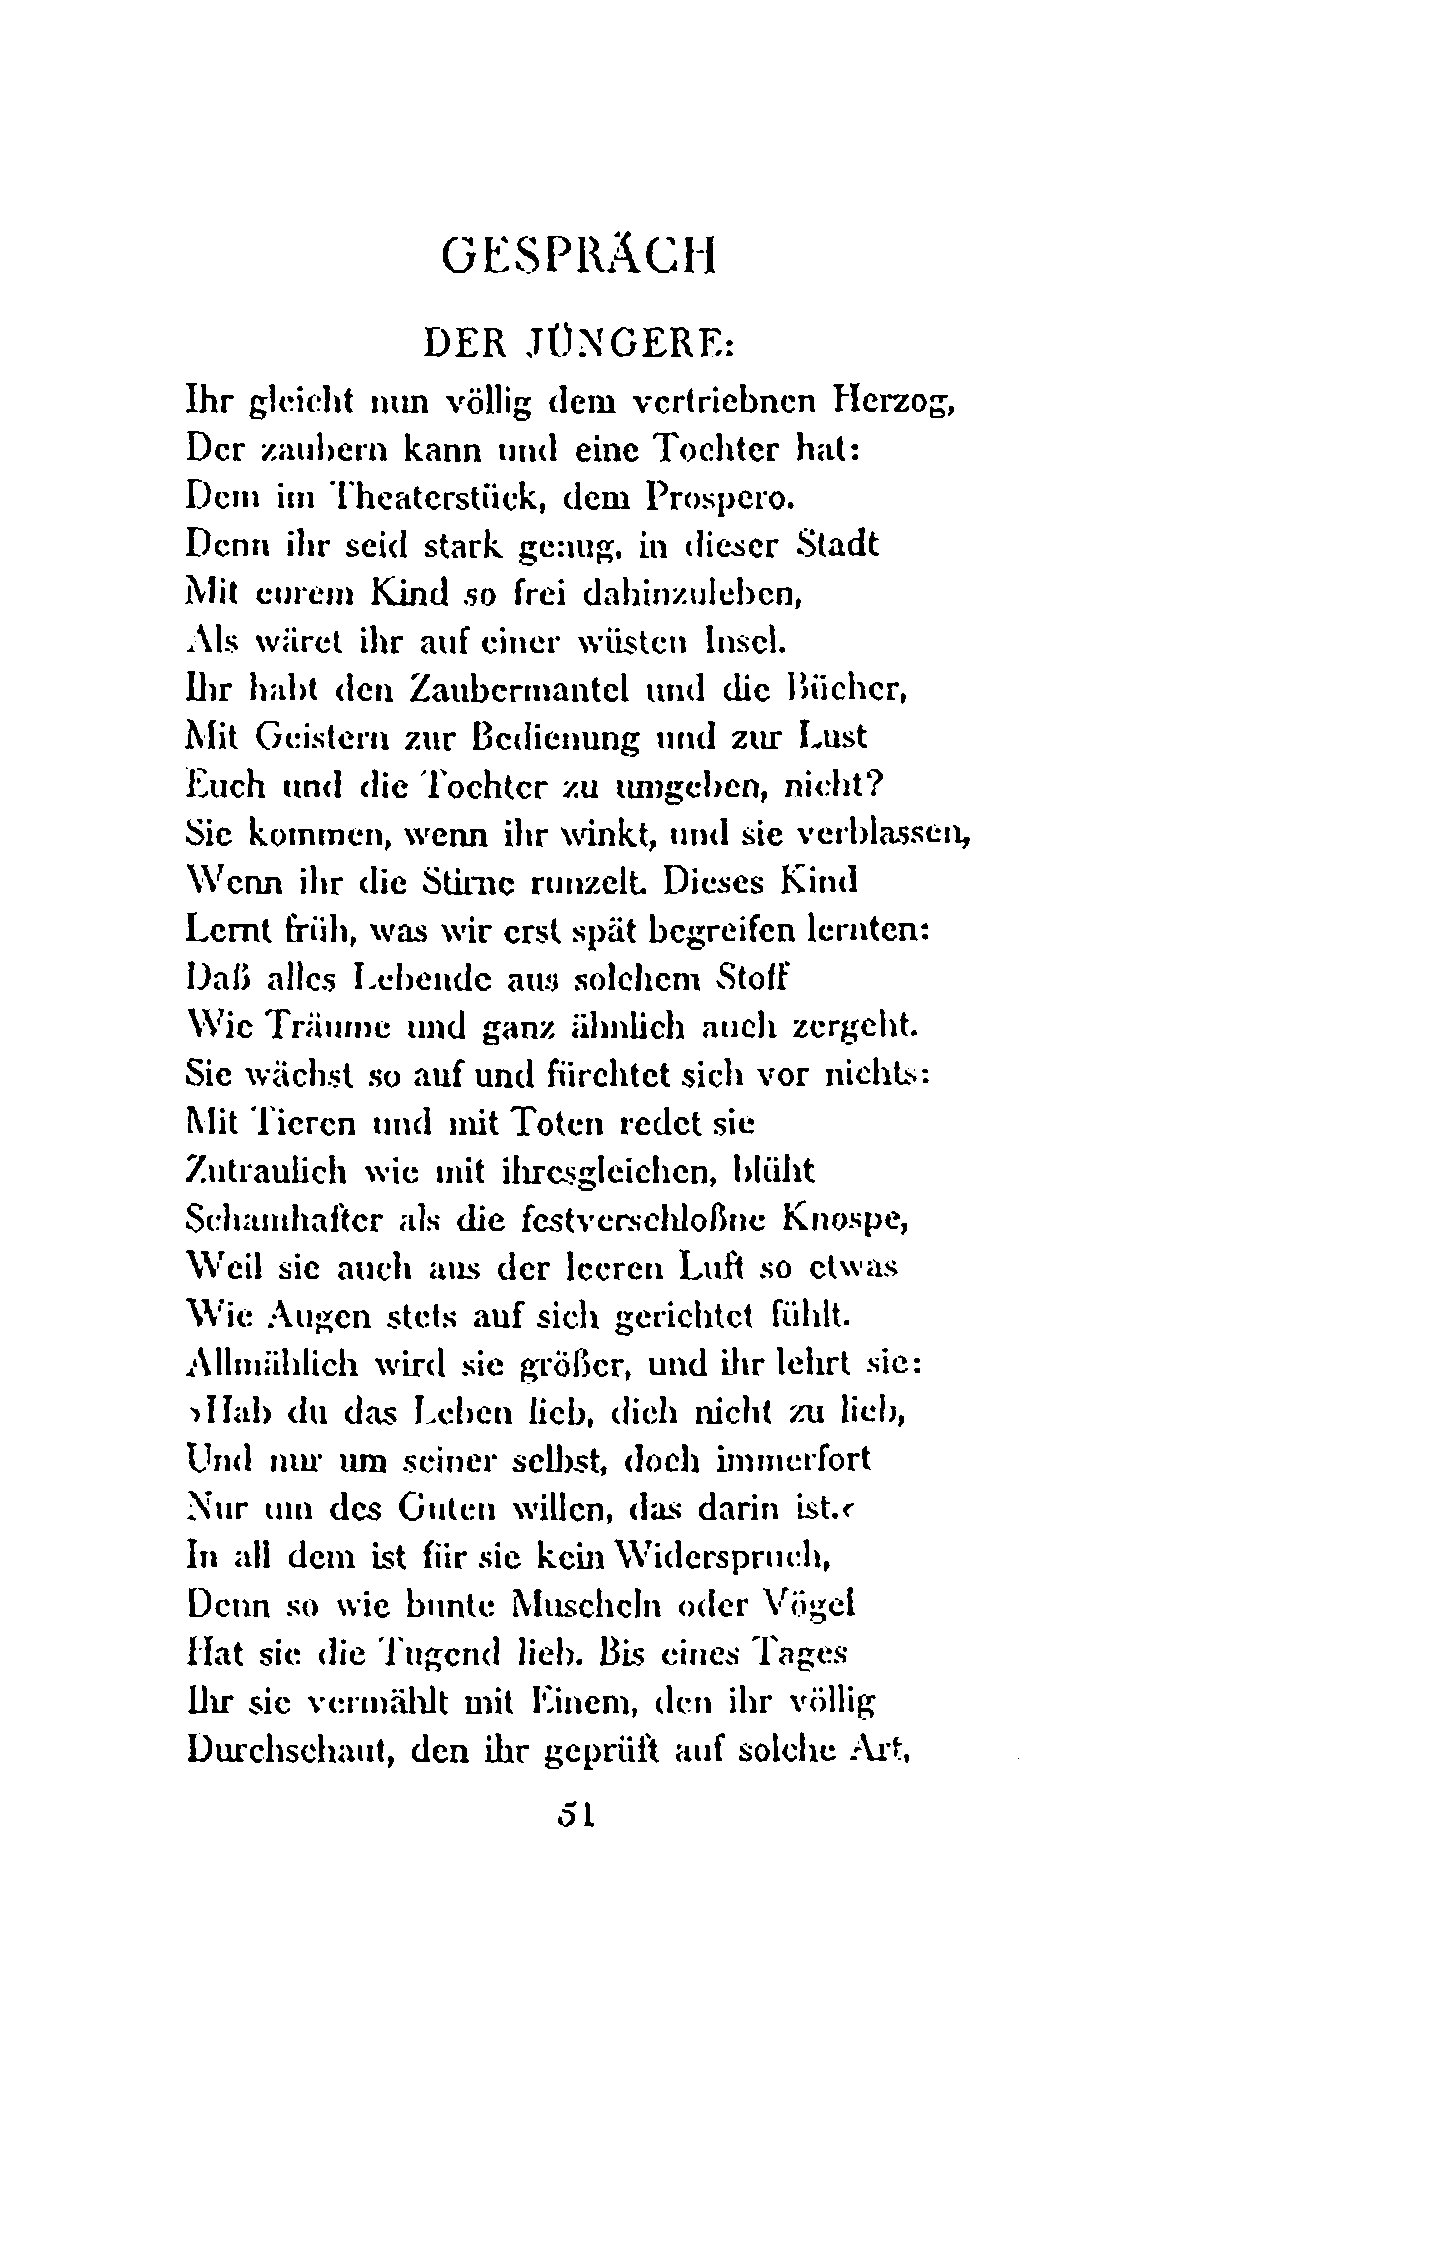 GESPRÄCH
DER JÜNGERE:
Ihr gleicht nun völlig dem vertriebnen Herzog,
Der zaubern kann und eine Tochter hat:
Dem im Theaterstück, dem Prospero.
Denn ihr seid stark genug, in dieser Stadt
Mit eurem Kind so frei dahinzuleben,
Als wäret ihr auf einer wüsten Insel.
Ihr habt den Zaubermantel und die Bücher,
Mit Geistern zur Bedienung und zur Lust
Euch und die Tochter zu umgeben, nicht?
Sie kommen, wenn ihr winkt, und sie verblassen,
Wenn ihr die Stirne runzelt. Dieses Kind
Lernt früh, was wir erst spät begreifen lernten:
Daß alles Lebende aus solchem Stoff
Wie Träume und ganz ähnlich auch zergeht.
Sie wächst so auf und fürchtet sich vor nichts:
Mit Tieren und mit Toten redet sie
Zutraulich wie mit ihresgleichen, blüht
Schamhafter als die festverschloßne Knospe,
Weil sie auch aus der leeren Luft so etwas
Wie Augen stets auf sich gerichtet fühlt.
Allmählich wird sie größer, und ihr lehrt sie:
›Hab du das Leben lieb, dich nicht zu lieb,
Und nur um seiner selbst, doch immerfort
Nur um des Guten willen, das darin ist.‹
In all dem ist für sie kein Widerspruch,
Denn so wie bunte Muscheln oder Vögel
Hat sie die Tugend lieb. Bis eines Tages
Ihr sie vermählt mit Einem, den ihr völlig
Durchschaut, den ihr geprüft auf solche Art,
51